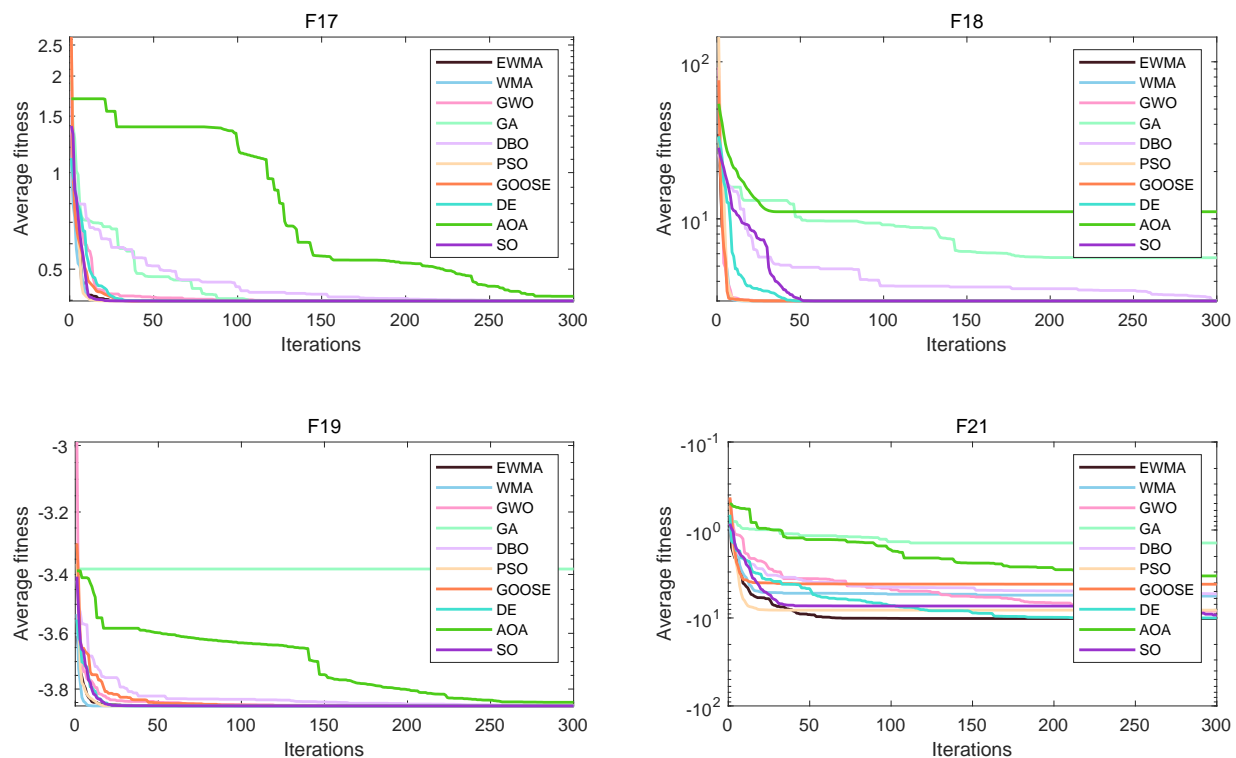 F17
2.5
2
1.5
1
0.5
Average fitness
0 50 100 150 200 250 300
Iterations
EWMA
WMA
GWO
GA
DBO
PSO
GOOSE
DE
AOA
SO
F18
10^2
10^1
Average fitness
0 50 100 150 200 250 300
Iterations
EWMA
WMA
GWO
GA
DBO
PSO
GOOSE
DE
AOA
SO
F19
-3
-3.2
-3.4
-3.6
-3.8
Average fitness
0 50 100 150 200 250 300
Iterations
EWMA
WMA
GWO
GA
DBO
PSO
GOOSE
DE
AOA
SO
F21
-10^-1
-10^0
-10^1
-10^2
Average fitness
0 50 100 150 200 250 300
Iterations
EWMA
WMA
GWO
GA
DBO
PSO
GOOSE
DE
AOA
SO